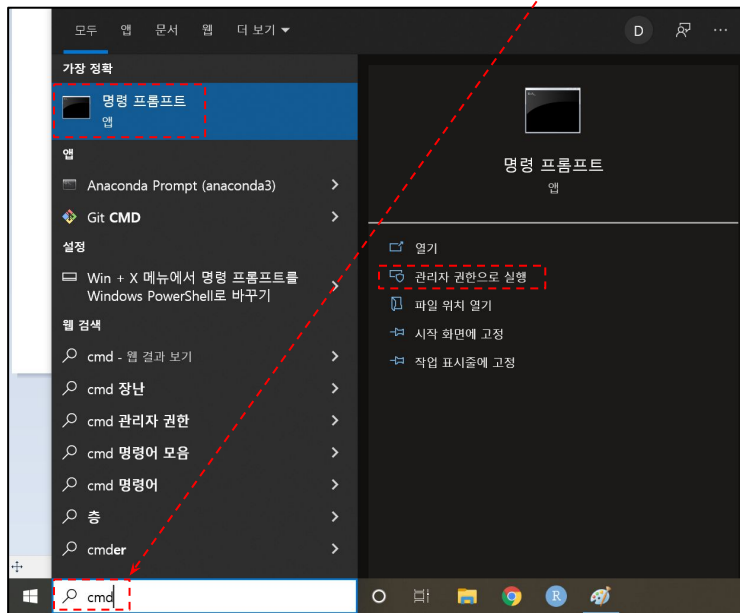 모두 앱 문서 웹 더 보기
D
가장 정확
명령 프롬프트
앱
앱
Anaconda Prompt (anaconda3)
Git CMD
설정
Win + X 메뉴에서 명령 프롬프트를
Windows PowerShell로 바꾸기
웹 검색
cmd - 웹 결과 보기
cmd 장난
cmd 관리자 권한
cmd 명령어 모음
cmd 명령어
층
cmder
cmd
명령 프롬프트
앱
열기
관리자 권한으로 실행
파일 위치 열기
시작 화면에 고정
작업 표시줄에 고정
R